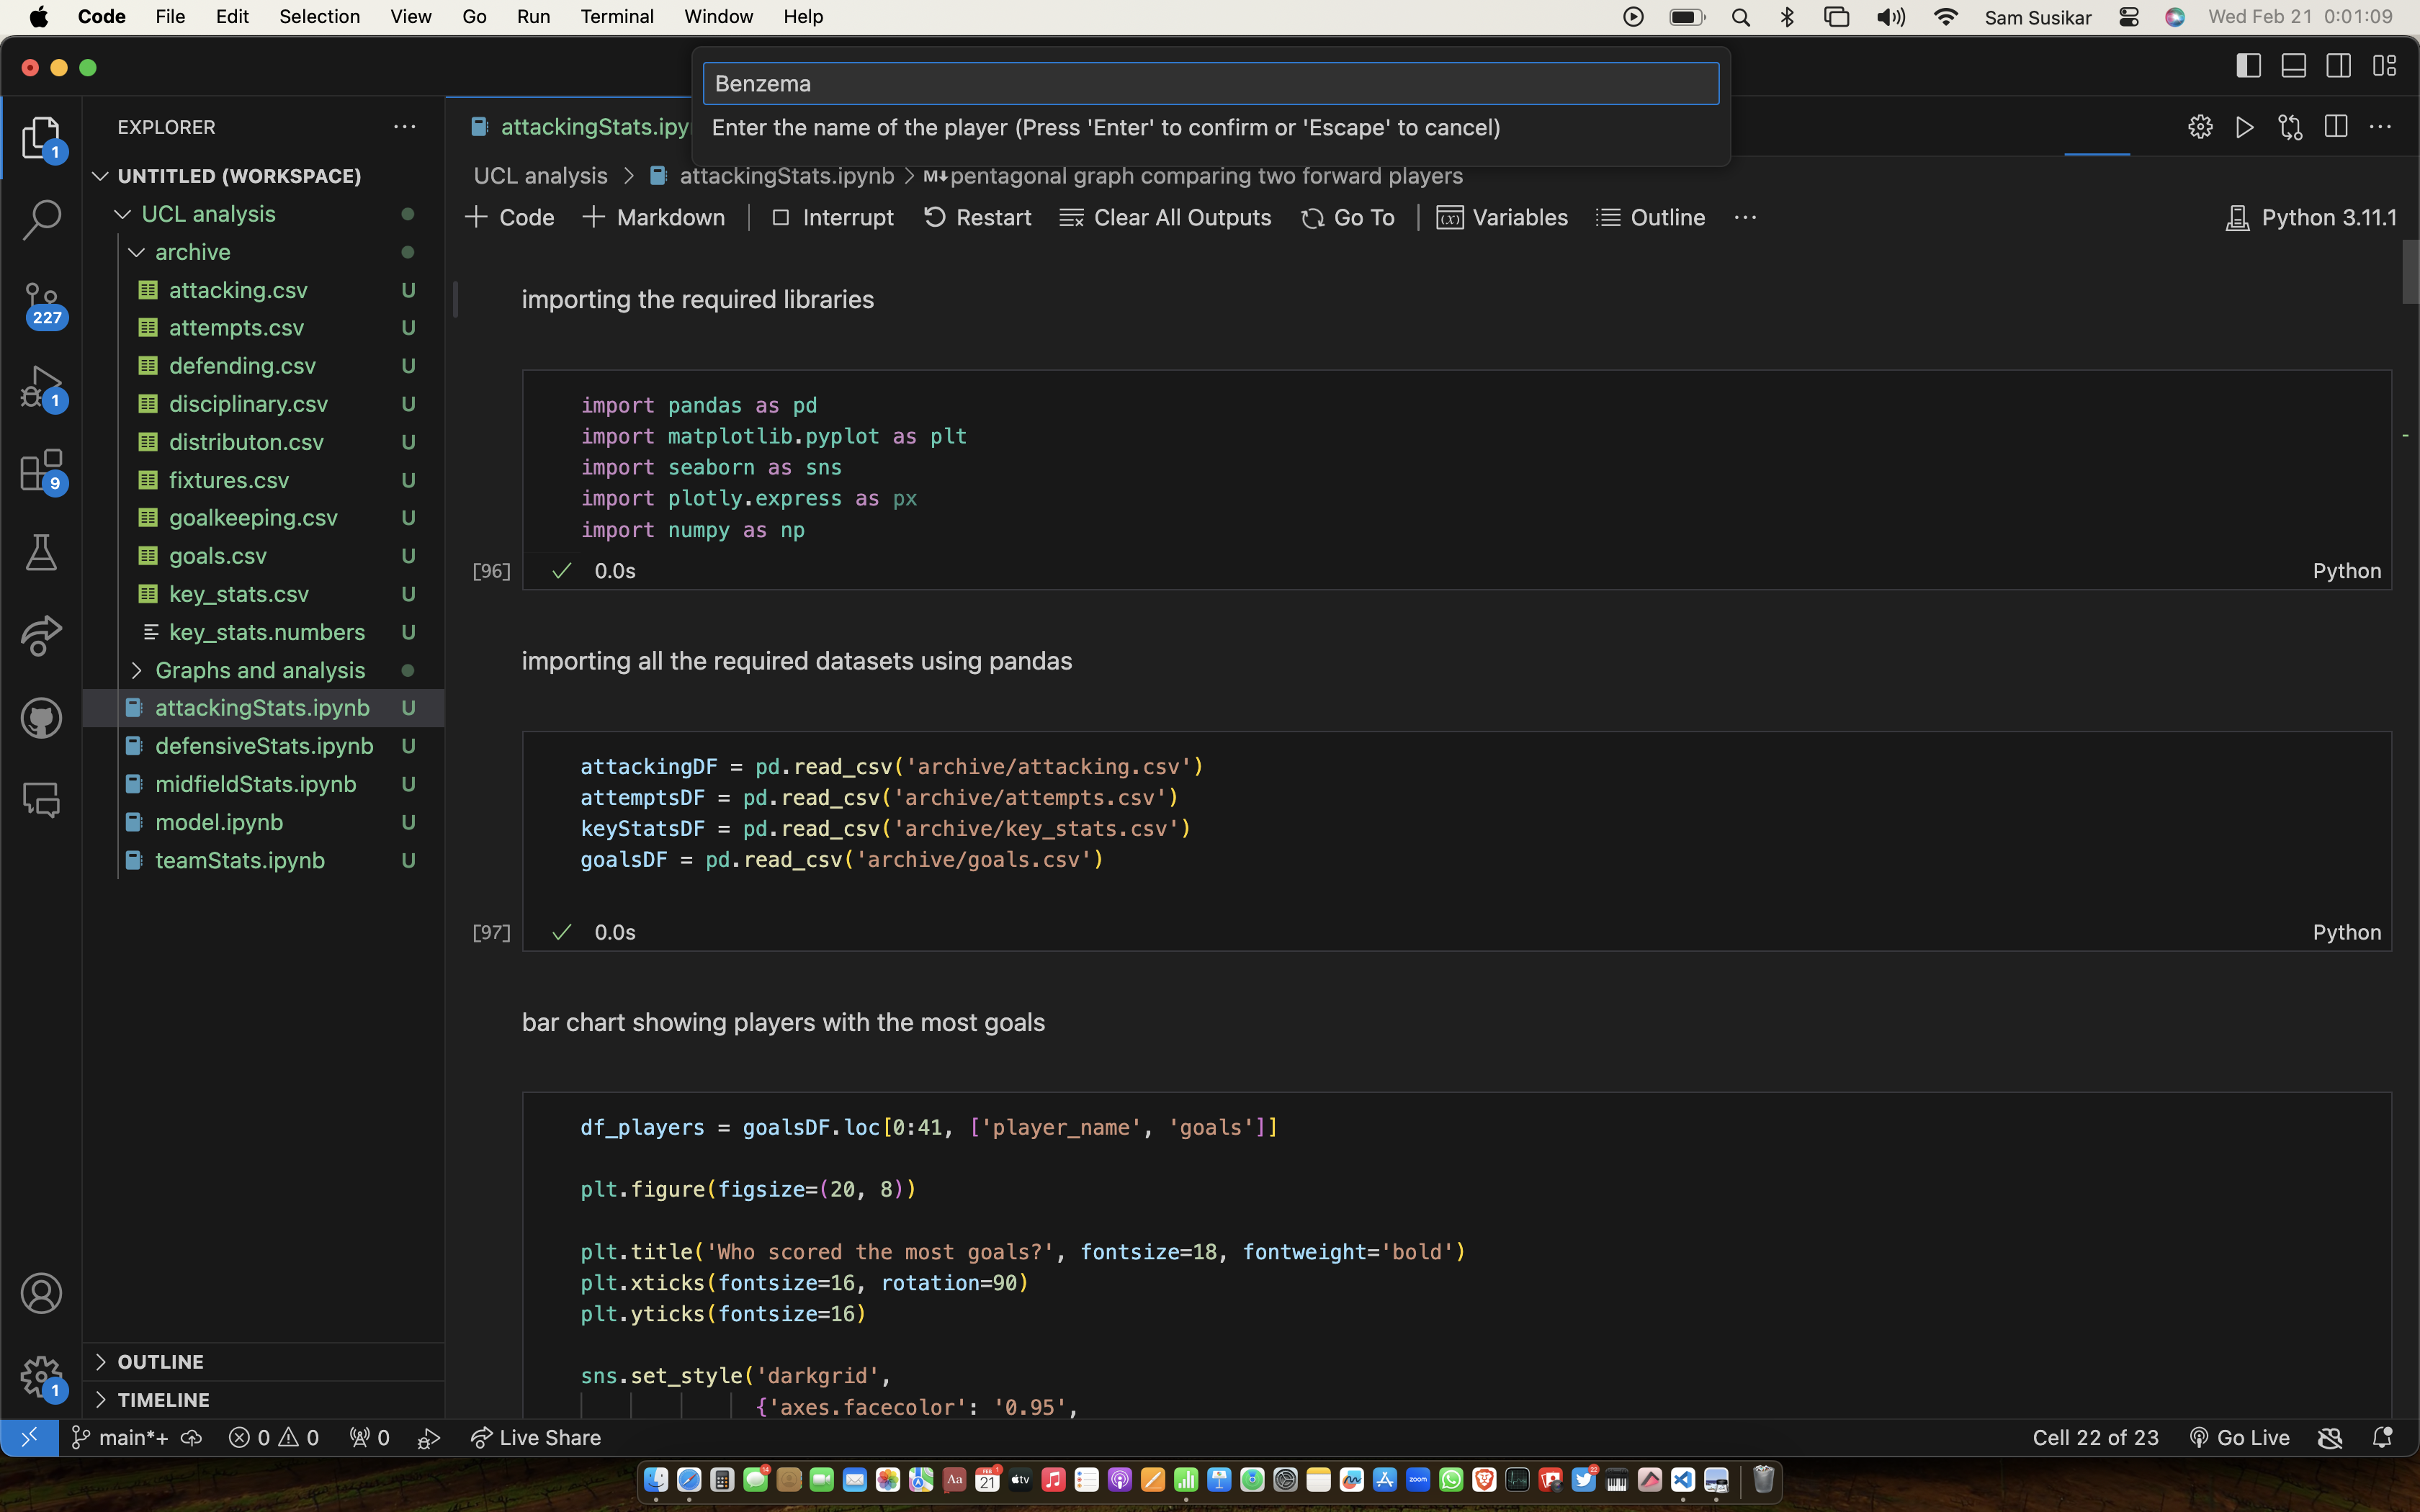 Code File Edit Selection View Go Run Terminal Window Help Sam Susikar Wed Feb 21 0:01:09
Benzema
Enter the name of the player (Press 'Enter' to confirm or 'Escape' to cancel)
EXPLORER
UNTITLED (WORKSPACE)
UCL analysis
archive
attacking.csv U
attempts.csv U
defending.csv U
disciplinary.csv U
distributon.csv U
fixtures.csv U
goalkeeping.csv U
goals.csv U
key_stats.csv U
key_stats.numbers U
Graphs and analysis
attackingStats.ipynb U
defensiveStats.ipynb U
midfieldStats.ipynb U
model.ipynb U
teamStats.ipynb U
OUTLINE
TIMELINE
1
227
1
9
1
attackingStats.ipy
UCL analysis > attackingStats.ipynb > M↓pentagonal graph comparing two forward players
+ Code + Markdown | Interrupt Restart Clear All Outputs Go To | (x) Variables Outline ··· Python 3.11.1
importing the required libraries
import pandas as pd
import matplotlib.pyplot as plt
import seaborn as sns
import plotly.express as px
import numpy as np
[96] ✓ 0.0s Python
importing all the required datasets using pandas
attackingDF = pd.read_csv('archive/attacking.csv')
attemptsDF = pd.read_csv('archive/attempts.csv')
keyStatsDF = pd.read_csv('archive/key_stats.csv')
goalsDF = pd.read_csv('archive/goals.csv')
[97] ✓ 0.0s Python
bar chart showing players with the most goals
df_players = goalsDF.loc[0:41, ['player_name', 'goals']]
plt.figure(figsize=(20, 8))
plt.title('Who scored the most goals?', fontsize=18, fontweight='bold')
plt.xticks(fontsize=16, rotation=90)
plt.yticks(fontsize=16)
sns.set_style('darkgrid',
{'axes.facecolor': '0.95',
main*+ 0 0 0 Live Share Cell 22 of 23 Go Live
Aa 21 tv zoom